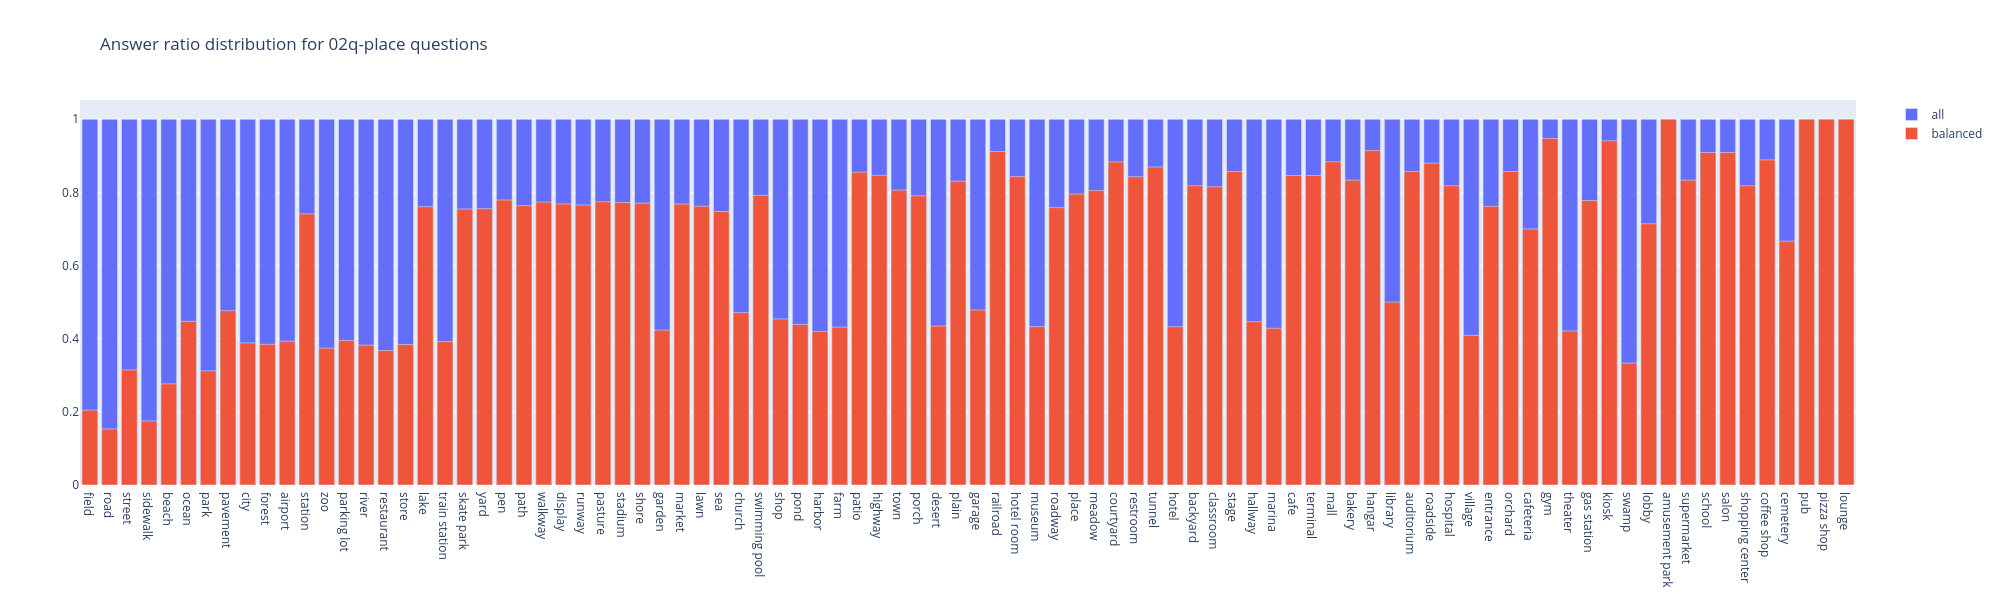 Answer ratio distribution for 02q-place questions
all
balanced
1
0.8
0.6
0.4
0.2
0
field
road
street
sidewalk
beach
ocean
park
pavement
city
forest
airport
station
zoo
parking lot
river
restaurant
store
lake
train station
skate park
yard
pen
path
walkway
display
runway
pasture
stadium
shore
garden
market
lawn
sea
church
swimming pool
shop
pond
harbor
farm
patio
highway
town
porch
desert
plain
garage
railroad
hotel room
museum
roadway
place
meadow
courtyard
restroom
tunnel
hotel
backyard
classroom
stage
hallway
marina
cafe
terminal
mall
bakery
hangar
library
auditorium
roadside
hospital
village
entrance
orchard
cafeteria
gym
theater
gas station
kiosk
swamp
lobby
amusement park
supermarket
school
salon
shopping center
coffee shop
cemetery
pub
pizza shop
lounge